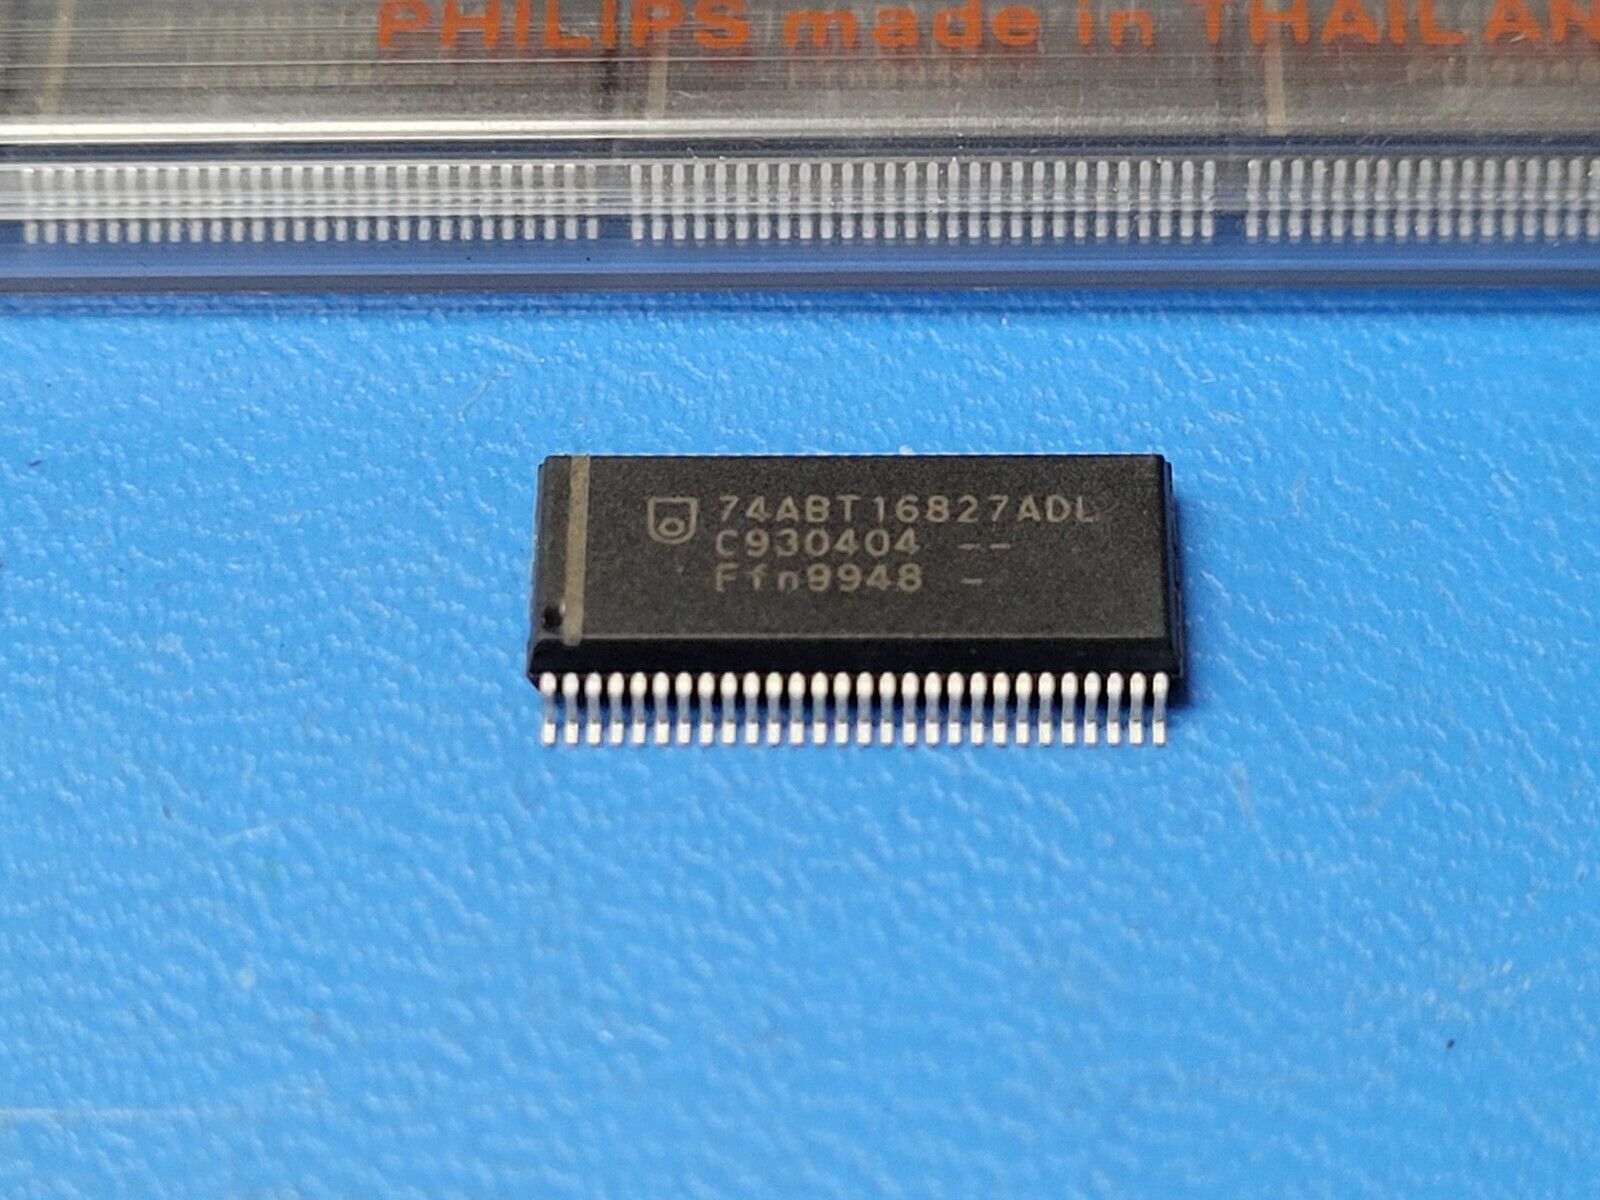 PHILIPS made in THAILAN
74ABT16827ADL
C930404 --
Ffn9948 -